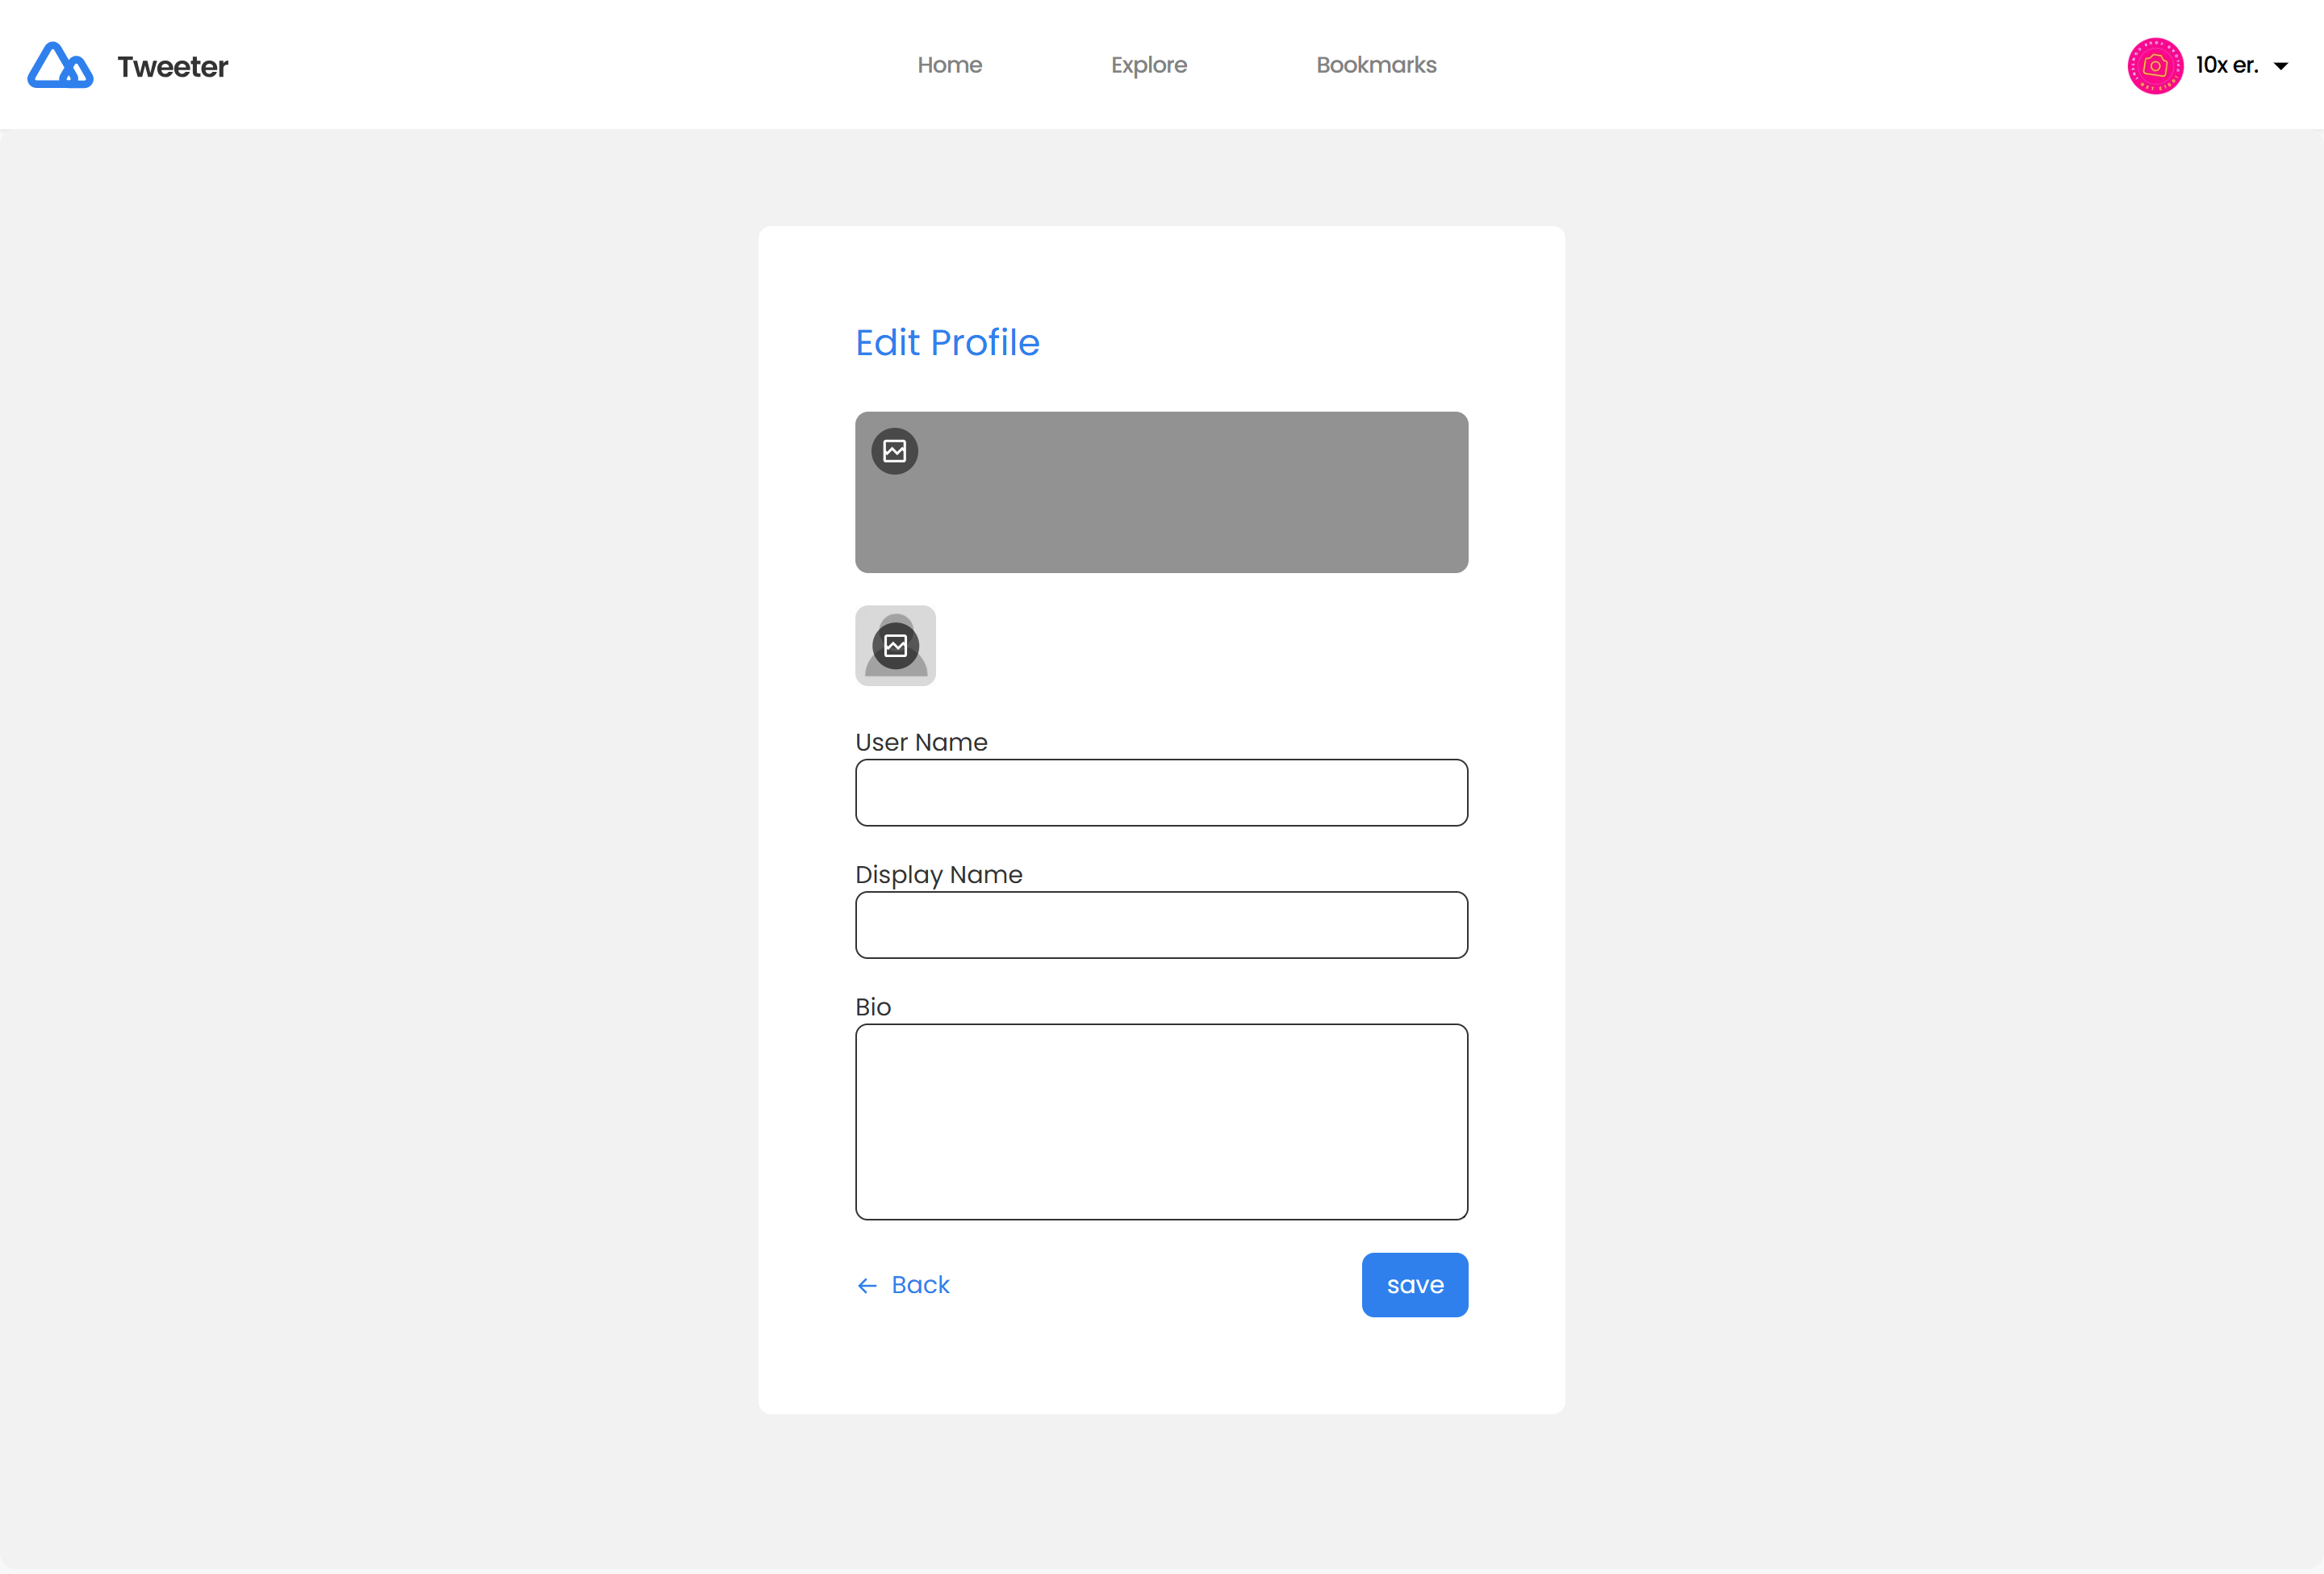 Tweeter
Home
Explore
Bookmarks
10x er.
Edit Profile
User Name
Display Name
Bio
Back
save